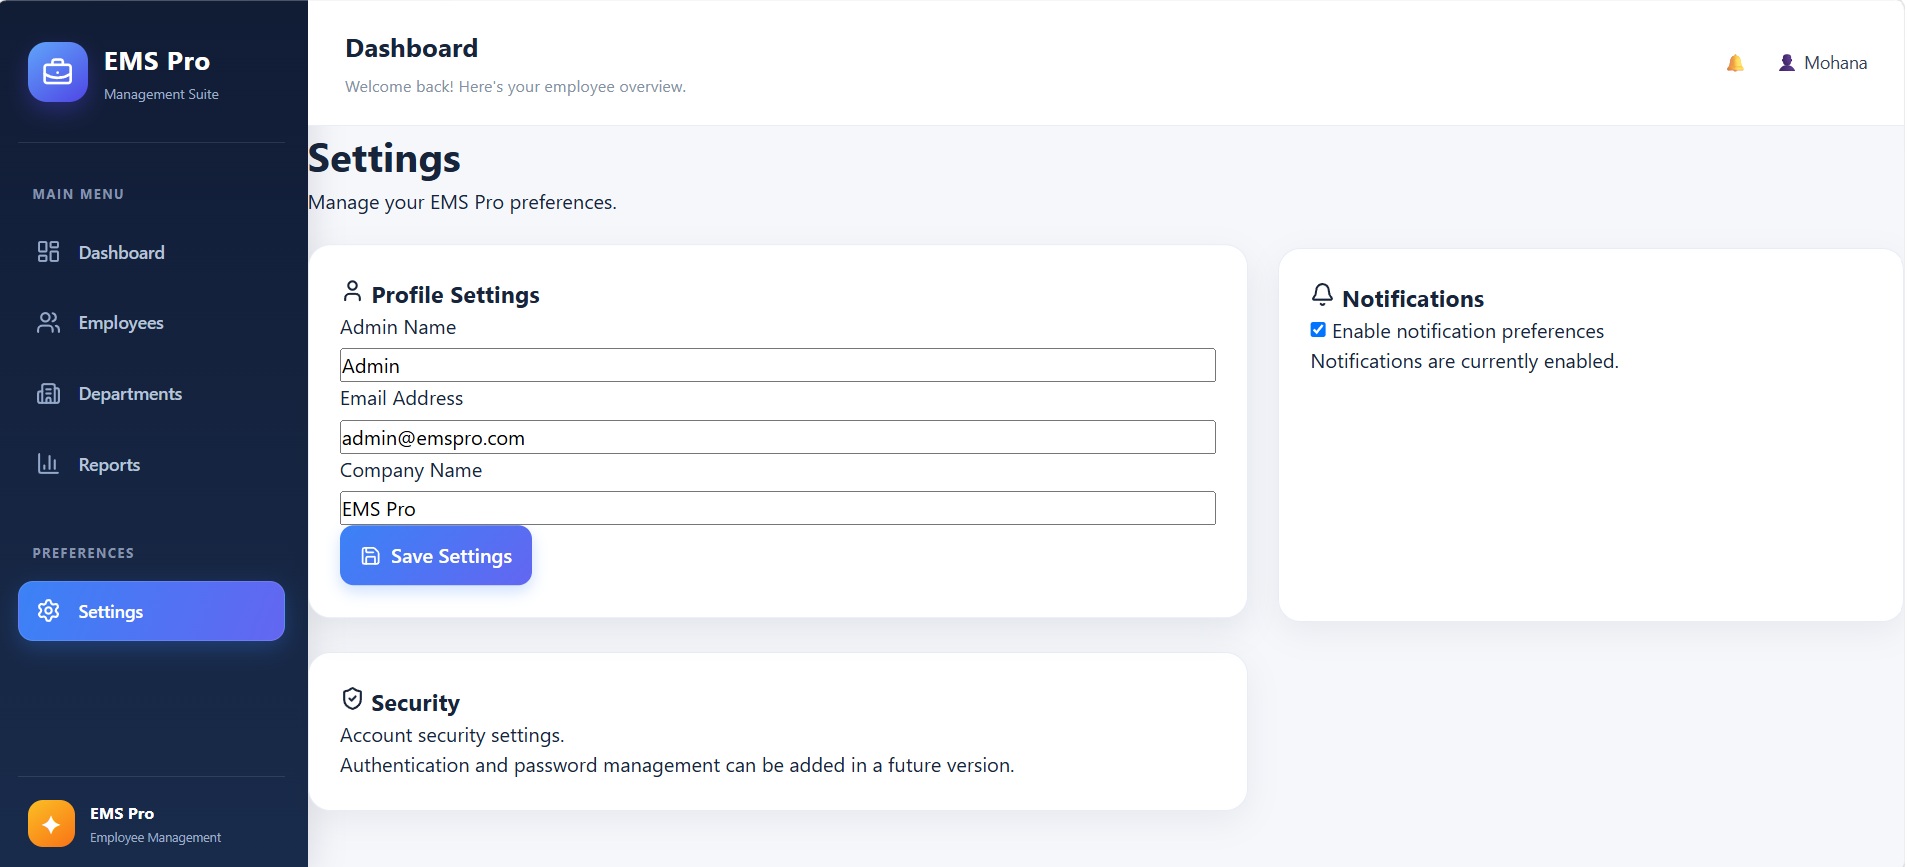 EMS Pro
Management Suite
MAIN MENU
Dashboard
Employees
Departments
Reports
PREFERENCES
Settings
EMS Pro
Employee Management
Dashboard
Welcome back! Here's your employee overview.
Mohana
Settings
Manage your EMS Pro preferences.
Profile Settings
Admin Name
Admin
Email Address
admin@emspro.com
Company Name
EMS Pro
Save Settings
Notifications
Enable notification preferences
Notifications are currently enabled.
Security
Account security settings.
Authentication and password management can be added in a future version.